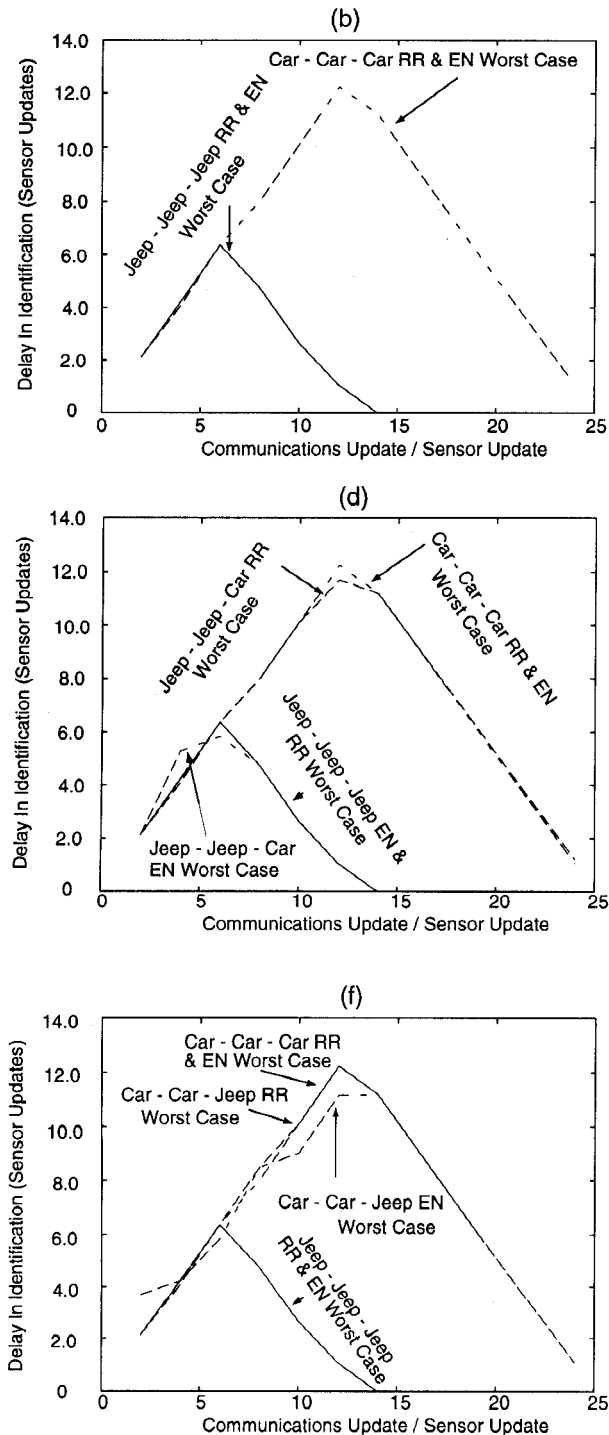 (b)
14.0
12.0
10.0
8.0
6.0
4.0
2.0
0
0
5
10
15
20
25
Delay In Identification (Sensor Updates)
Communications Update / Sensor Update
Car - Car - Car RR & EN Worst Case
Jeep - Jeep - Jeep RR & EN
Worst Case
(d)
14.0
12.0
10.0
8.0
6.0
4.0
2.0
0
0
5
10
15
20
25
Delay In Identification (Sensor Updates)
Communications Update / Sensor Update
Jeep - Jeep - Car RR
Worst Case
Car - Car - Car RR & EN
Worst Case
Jeep - Jeep - Jeep EN &
RR Worst Case
Jeep - Jeep - Car
EN Worst Case
(f)
14.0
12.0
10.0
8.0
6.0
4.0
2.0
0
0
5
10
15
20
25
Delay In Identification (Sensor Updates)
Communications Update / Sensor Update
Car - Car - Car RR
& EN Worst Case
Car - Car - Jeep RR
Worst Case
Car - Car - Jeep EN
Worst Case
Jeep - Jeep - Jeep
RR & EN Worst Case